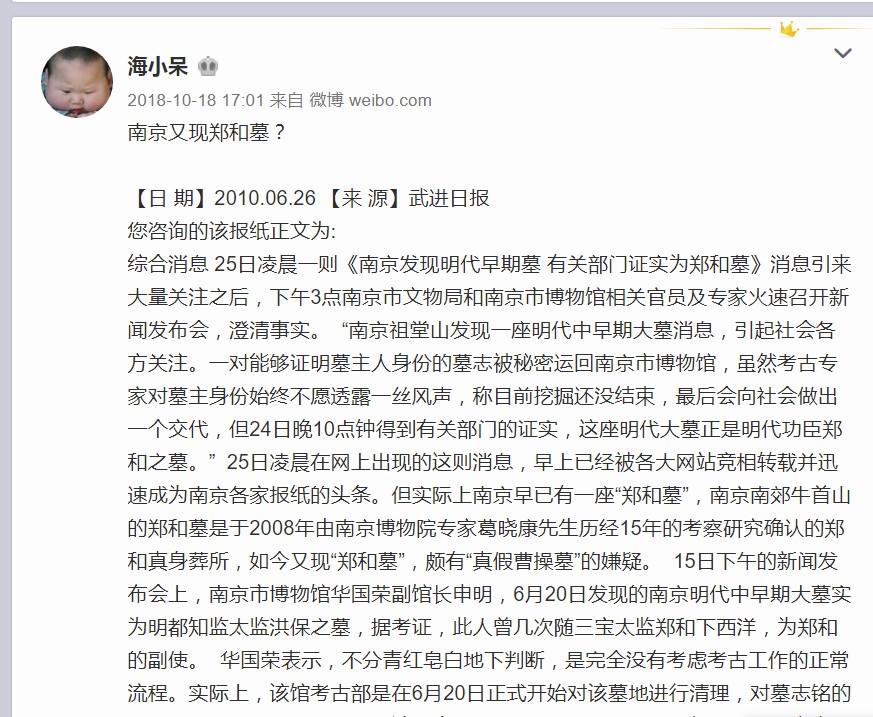 海小呆
2018-10-18 17:01 来自 微博 weibo.com
南京又现郑和墓？
【日 期】2010.06.26 【来 源】武进日报
您咨询的该报纸正文为:
综合消息 25日凌晨一则《南京发现明代早期墓 有关部门证实为郑和墓》消息引来
大量关注之后，下午3点南京市文物局和南京市博物馆相关官员及专家火速召开新
闻发布会，澄清事实。 “南京祖堂山发现一座明代中早期大墓消息，引起社会各
方关注。一对能够证明墓主人身份的墓志被秘密运回南京市博物馆，虽然考古专
家对墓主身份始终不愿透露一丝风声，称目前挖掘还没结束，最后会向社会做出
一个交代，但24日晚10点钟得到有关部门的证实，这座明代大墓正是明代功臣郑
和之墓。” 25日凌晨在网上出现的这则消息，早上已经被各大网站竞相转载并迅
速成为南京各家报纸的头条。但实际上南京早已有一座“郑和墓”，南京南郊牛首山
的郑和墓是于2008年由南京博物院专家葛晓康先生历经15年的考察研究确认的郑
和真身葬所，如今又现“郑和墓”，颇有“真假曹操墓”的嫌疑。 15日下午的新闻发
布会上，南京市博物馆华国荣副馆长申明，6月20日发现的南京明代中早期大墓实
为明都知监太监洪保之墓，据考证，此人曾几次随三宝太监郑和下西洋，为郑和
的副使。 华国荣表示，不分青红皂白地下判断，是完全没有考虑考古工作的正常
流程。实际上，该馆考古部是在6月20日正式开始对该墓地进行清理，对墓志铭的